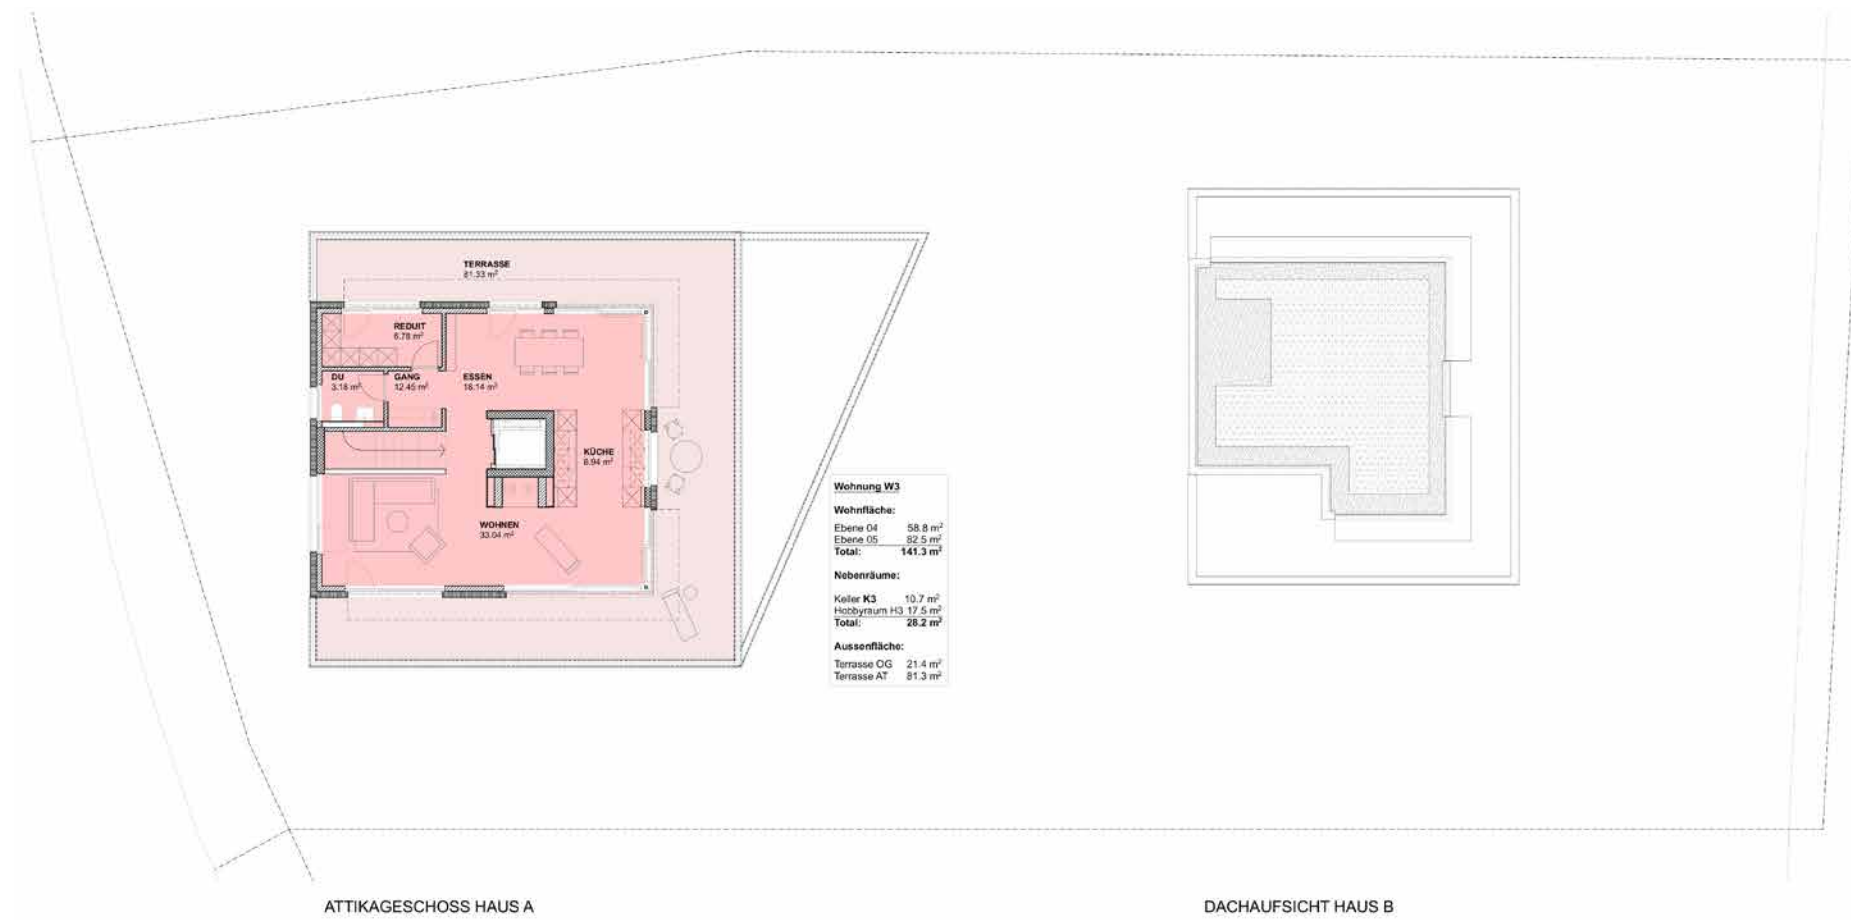 TERRASSE
81.33 m²
REDUIT
6.78 m²
DU
3.18 m²
GANG
12.45 m²
ESSEN
18.14 m²
KÜCHE
8.94 m²
WOHNEN
33.04 m²
Wohnung W3
Wohnfläche:
Ebene 04 58.8 m²
Ebene 05 82.5 m²
Total: 141.3 m²
Nebenräume:
Keller K3 10.7 m²
Hobbyraum H3 17.5 m²
Total: 28.2 m²
Aussenfläche:
Terrasse OG 21.4 m²
Terrasse AT 81.3 m²
ATTIKAGESCHOSS HAUS A
DACHAUFSICHT HAUS B